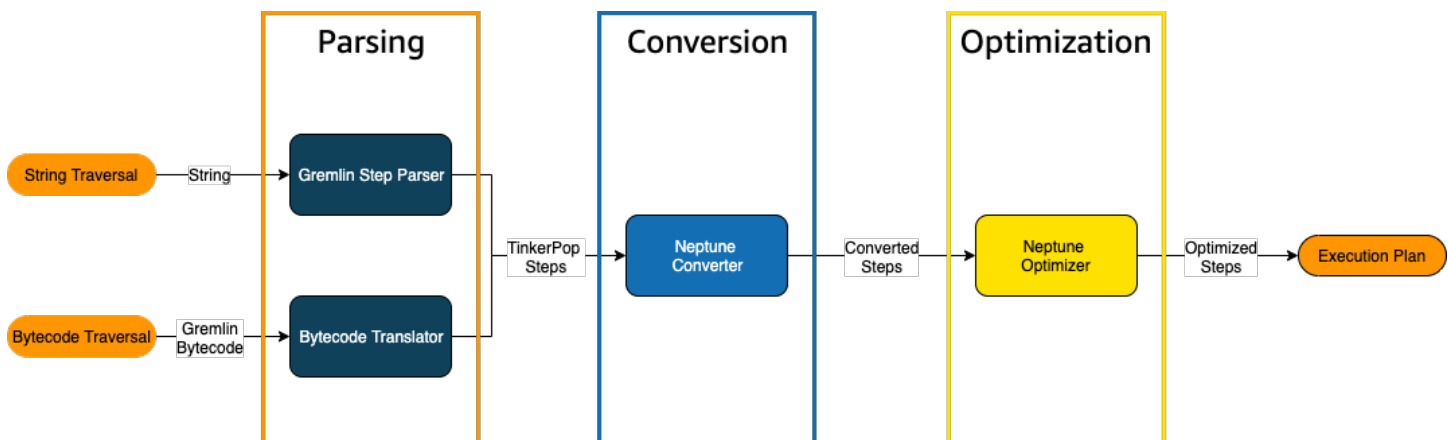 Parsing
Conversion
Optimization
String Traversal
String
Gremlin Step Parser
Bytecode Traversal
Gremlin
Bytecode
Bytecode Translator
TinkerPop
Steps
Neptune
Converter
Converted
Steps
Neptune
Optimizer
Optimized
Steps
Execution Plan